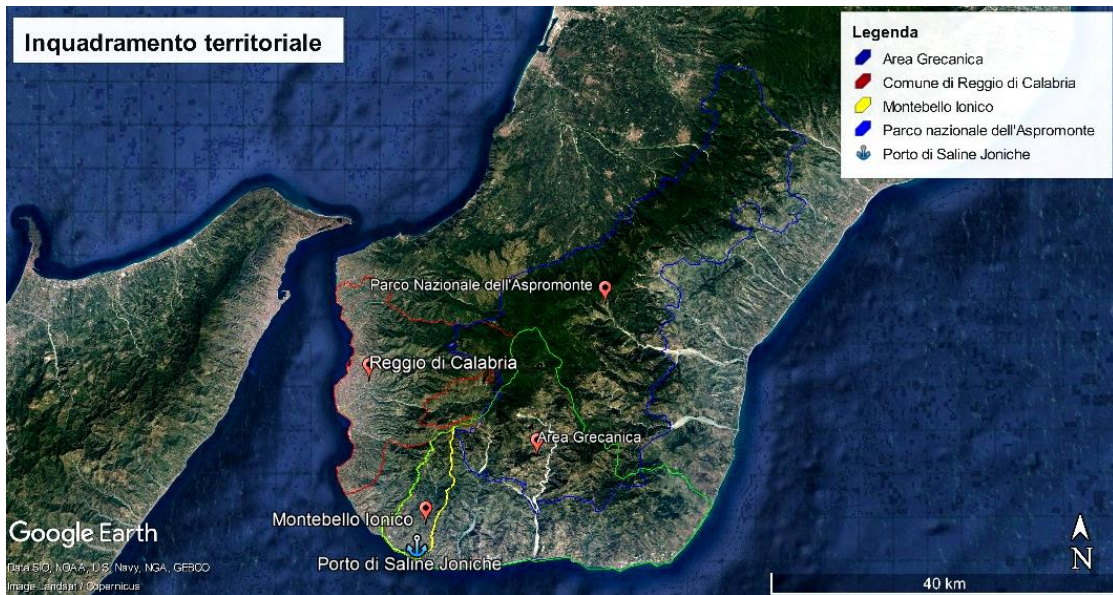 Inquadramento territoriale
Legenda
Area Grecanica
Comune di Reggio di Calabria
Montebello Ionico
Parco nazionale dell'Aspromonte
Porto di Saline Joniche
Parco Nazionale dell'Aspromonte
Reggio di Calabria
Area Grecanica
Montebello Ionico
Porto di Saline Joniche
Google Earth
Data SIO, NOAA, U.S. Navy, NGA, GEBCO
Image Landsat / Copernicus
N
40 km